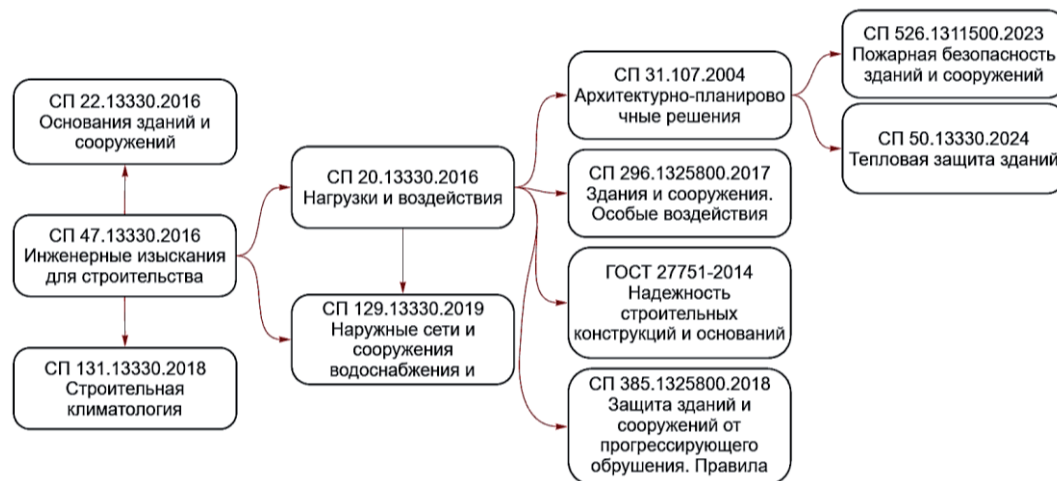 СП 22.13330.2016
Основания зданий и
сооружений
СП 47.13330.2016
Инженерные изыскания
для строительства
СП 131.13330.2018
Строительная
климатология
СП 20.13330.2016
Нагрузки и воздействия
СП 129.13330.2019
Наружные сети и
сооружения
водоснабжения и
СП 31.107.2004
Архитектурно-планирово
чные решения
СП 296.1325800.2017
Здания и сооружения.
Особые воздействия
ГОСТ 27751-2014
Надежность
строительных
конструкций и оснований
СП 385.1325800.2018
Защита зданий и
сооружений от
прогрессирующего
обрушения. Правила
СП 526.1311500.2023
Пожарная безопасность
зданий и сооружений
СП 50.13330.2024
Тепловая защита зданий